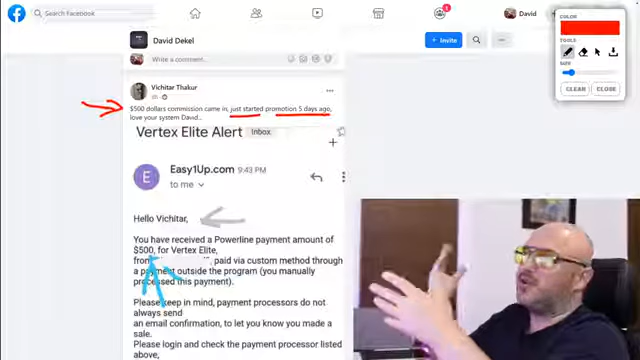 Search Facebook
David
COLOR
TOOLS
SIZE
CLEAR
CLOSE
David Dekel
+ Invite
Write a comment...
Vichitar Thakur
$500 dollars commission came in, just started promotion 5 days ago,
love your system David...
Vertex Elite Alert
Inbox
E
Easy1Up.com 9:43 PM
to me
Hello Vichitar,
You have received a Powerline payment amount of
$500, for Vertex Elite,
paid via custom method through
a payment outside the program (you manually
processed this payment).
Please keep in mind, payment processors do not
always send
an email confirmation, to let you know you made a
sale.
Please login and check the payment processor listed
above,